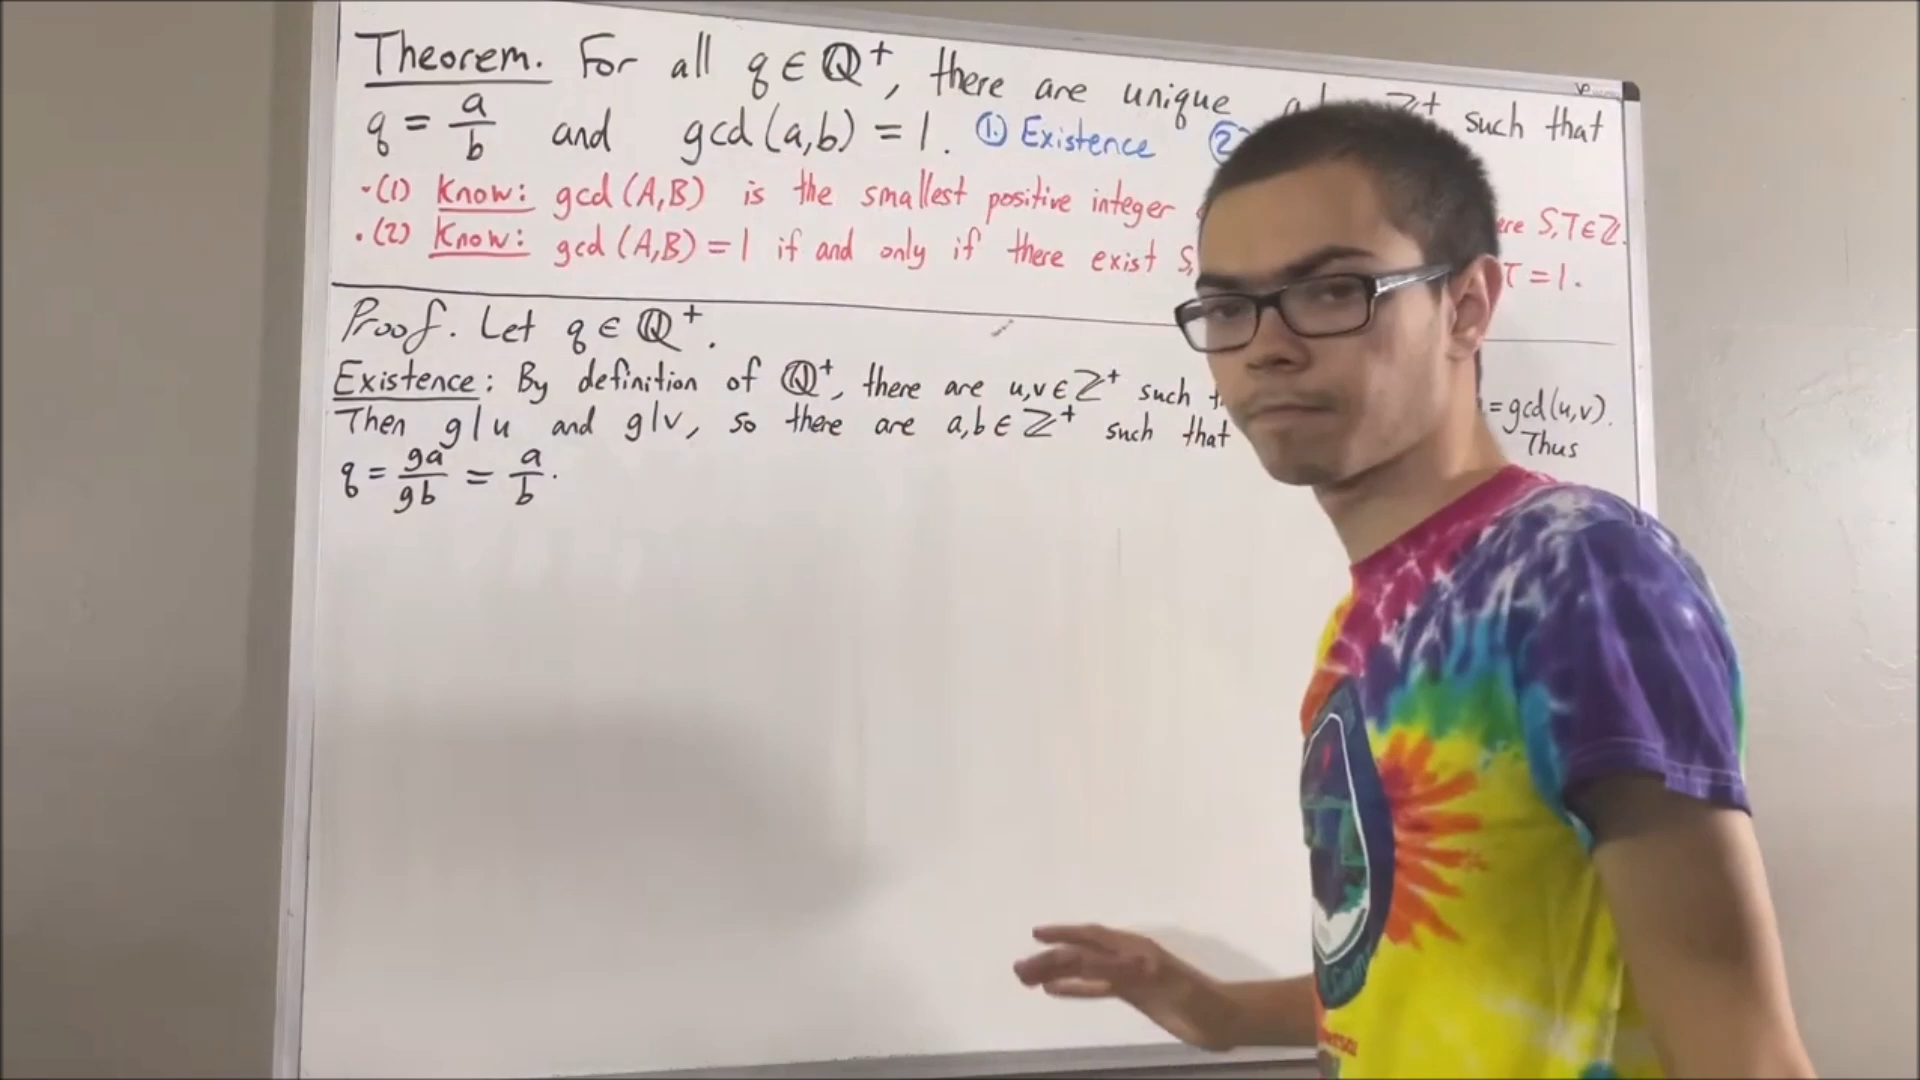 Theorem. For all q ∈ ℚ⁺, there are unique ℤ⁺ such that
q = a/b and gcd(a,b) = 1. ① Existence ②
•(1) Know: gcd(A,B) is the smallest positive integer S,T∈ℤ.
•(2) Know: gcd(A,B) = 1 if and only if there exist S, T = 1.
Proof. Let q ∈ ℚ⁺.
Existence: By definition of ℚ⁺, there are u,v∈ℤ⁺ such = gcd(u,v).
Then g|u and g|v, so there are a,b∈ℤ⁺ such that Thus
q = ga/gb = a/b.